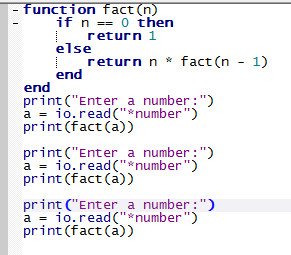 function fact(n)
if n == 0 then
return 1
else
return n * fact(n - 1)
end
end
print("Enter a number:")
a = io.read("*number")
print(fact(a))
print("Enter a number:")
a = io.read("*number")
print(fact(a))
print("Enter a number:")
a = io.read("*number")
print(fact(a))